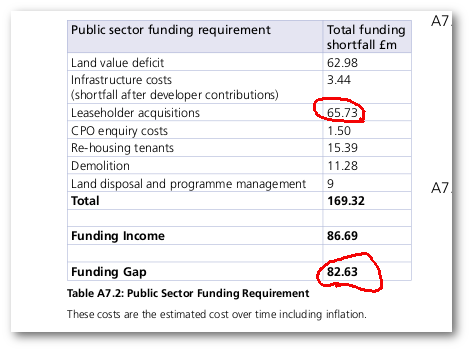 A7.
Public sector funding requirement Total funding
shortfall £m
Land value deficit 62.98
Infrastructure costs 3.44
(shortfall after developer contributions)
Leaseholder acquisitions 65.73
CPO enquiry costs 1.50
Re-housing tenants 15.39
Demolition 11.28
Land disposal and programme management 9
Total 169.32
A7.
Funding Income 86.69
Funding Gap 82.63
Table A7.2: Public Sector Funding Requirement
These costs are the estimated cost over time including inflation.